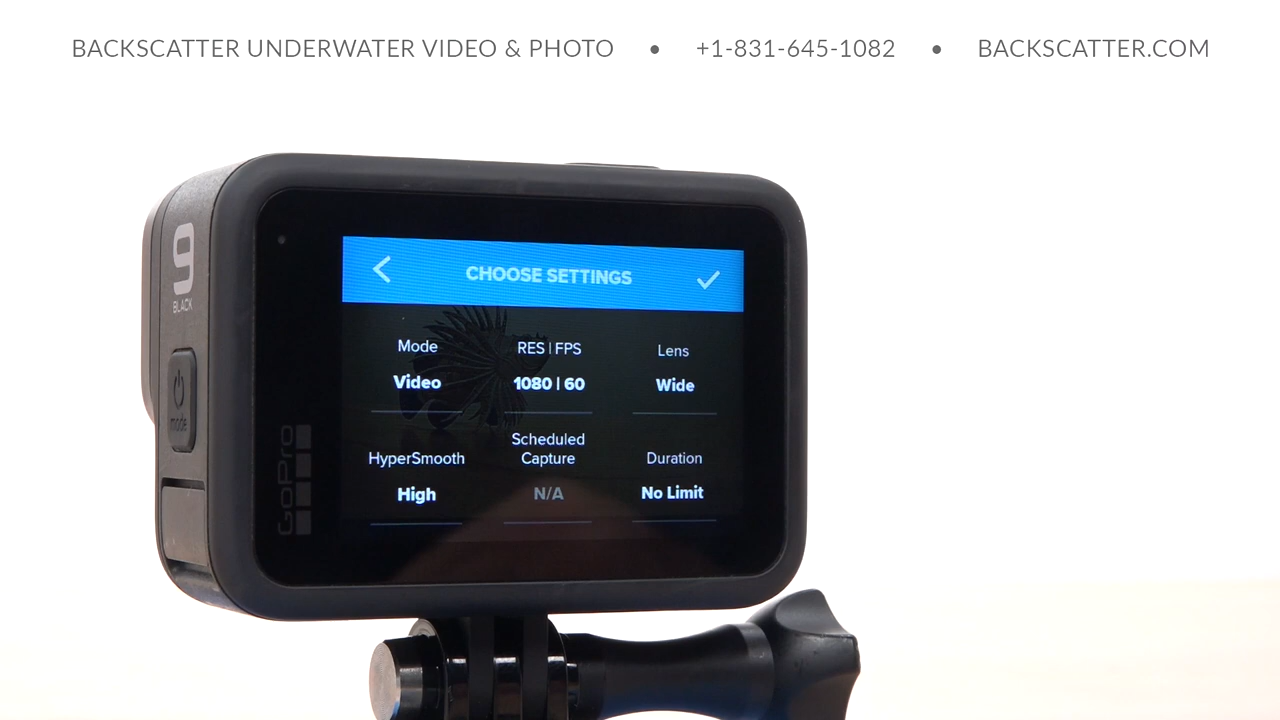 BACKSCATTER UNDERWATER VIDEO & PHOTO • +1-831-645-1082 • BACKSCATTER.COM
9
BLACK
mode
GoPro
CHOOSE SETTINGS
Mode RES | FPS Lens
Video 1080 | 60 Wide
HyperSmooth Scheduled Capture Duration
High N/A No Limit